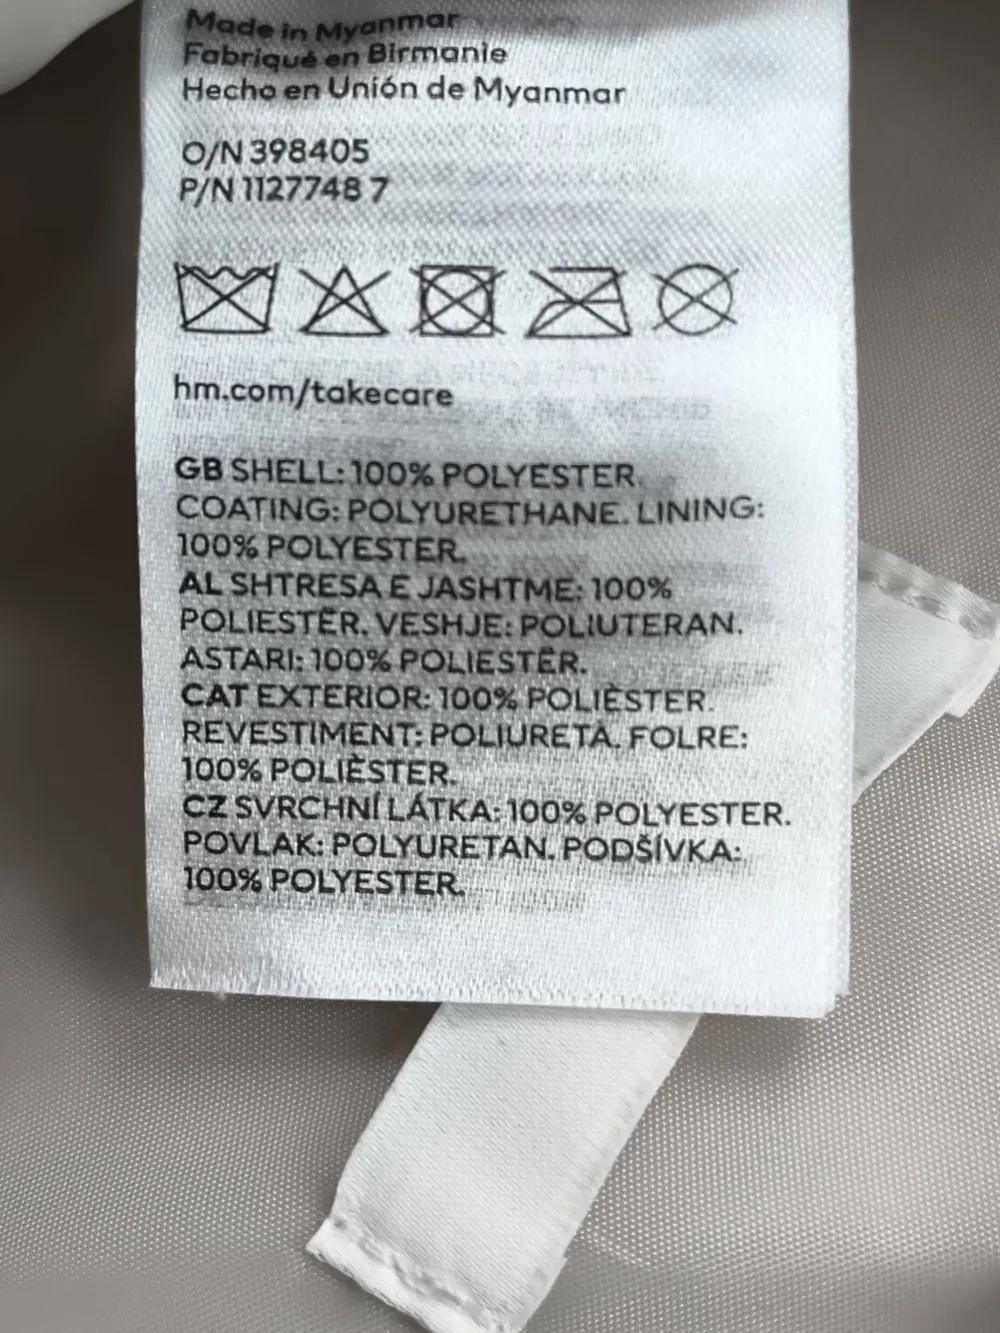 Made in Myanmar
Fabriqué en Birmanie
Hecho en Unión de Myanmar
O/N 398405
P/N 1127748 7
hm.com/takecare
GB SHELL: 100% POLYESTER.
COATING: POLYURETHANE. LINING:
100% POLYESTER.
AL SHTRESA E JASHTME: 100%
POLIESTËR. VESHJE: POLIUTERAN.
ASTARI: 100% POLIESTËR.
CAT EXTERIOR: 100% POLIÈSTER.
REVESTIMENT: POLIURETÀ. FOLRE:
100% POLIÈSTER.
CZ SVRCHNÍ LÁTKA: 100% POLYESTER.
POVLAK: POLYURETAN. PODŠÍVKA:
100% POLYESTER.